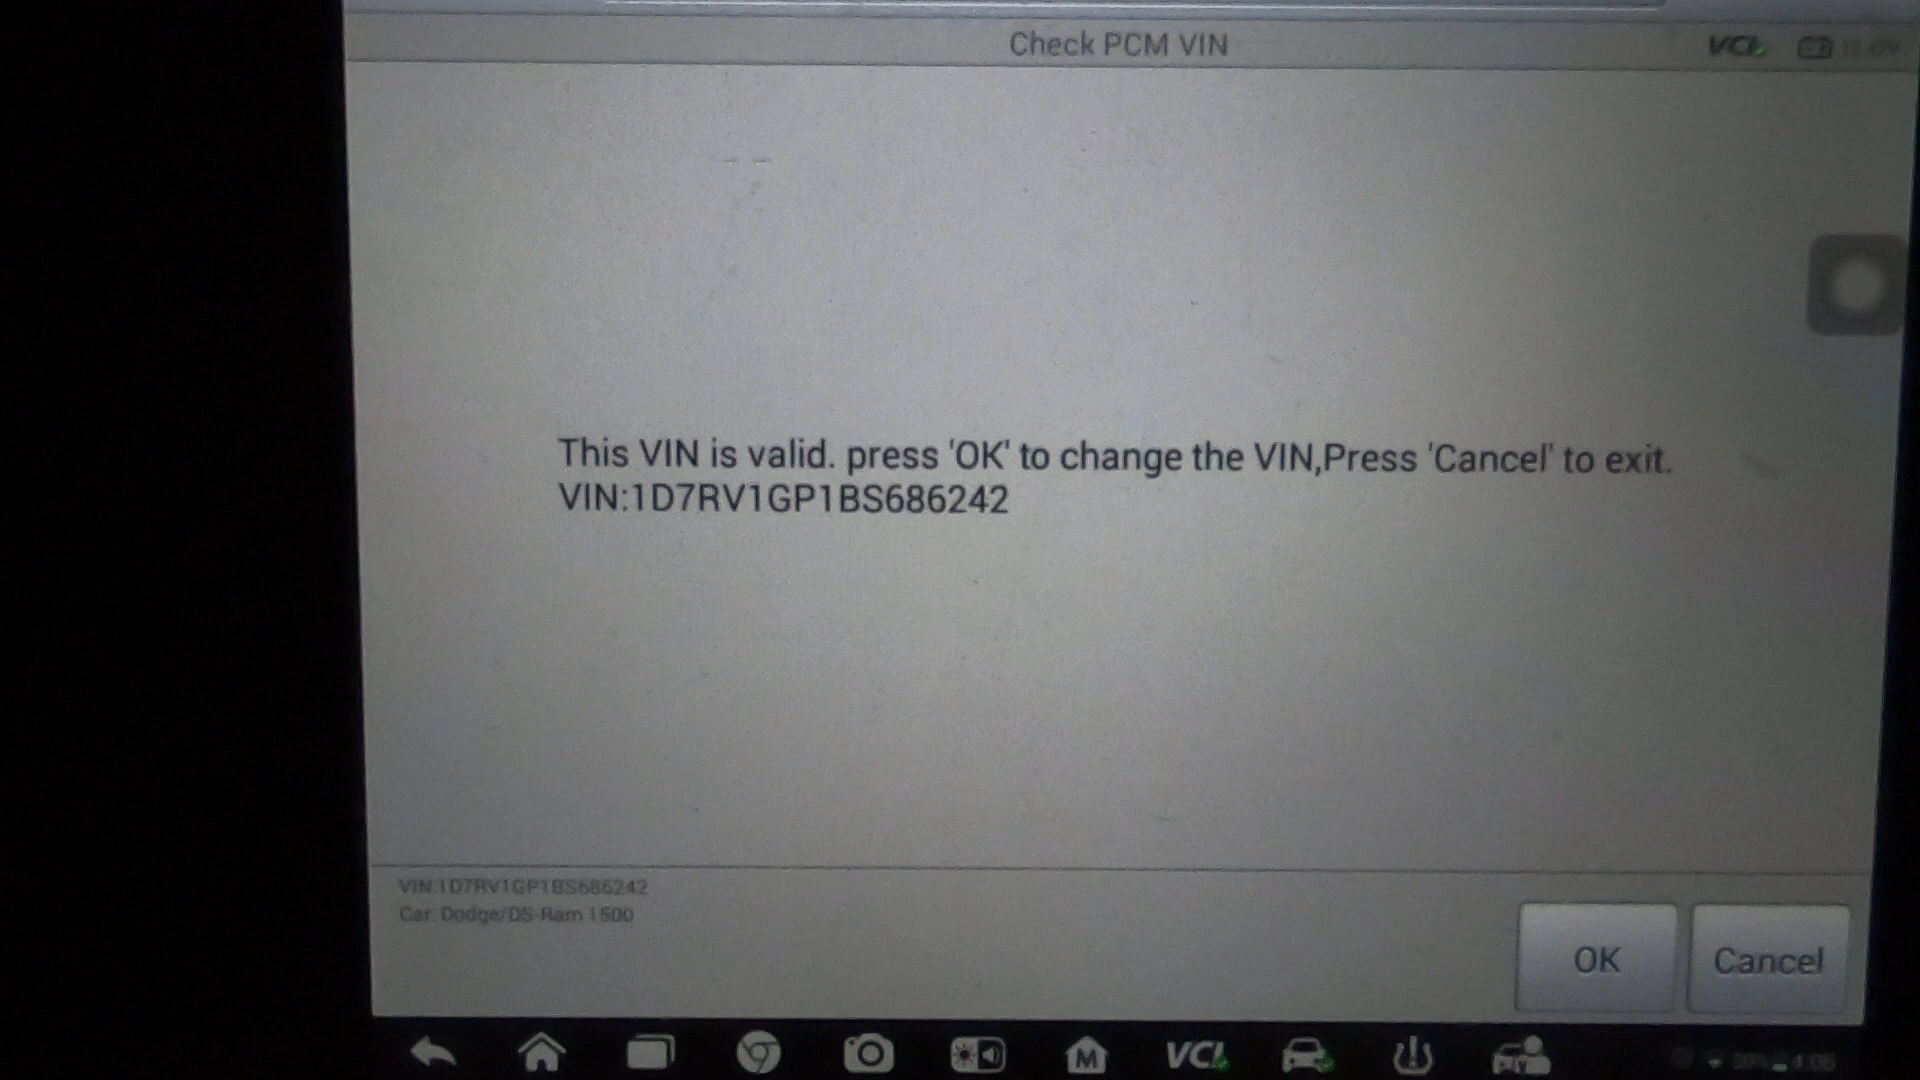 Check PCM VIN
VCI
This VIN is valid. press 'OK' to change the VIN,Press 'Cancel' to exit.
VIN:1D7RV1GP1BS686242
VIN:1D7RV1GP1BS686242
Car: Dodge/DS-Ram 1500
OK
Cancel
M
VCI